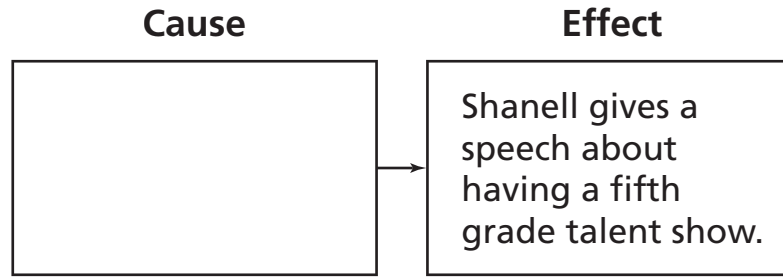 Cause
Effect
Shanell gives a
speech about
having a fifth
grade talent show.